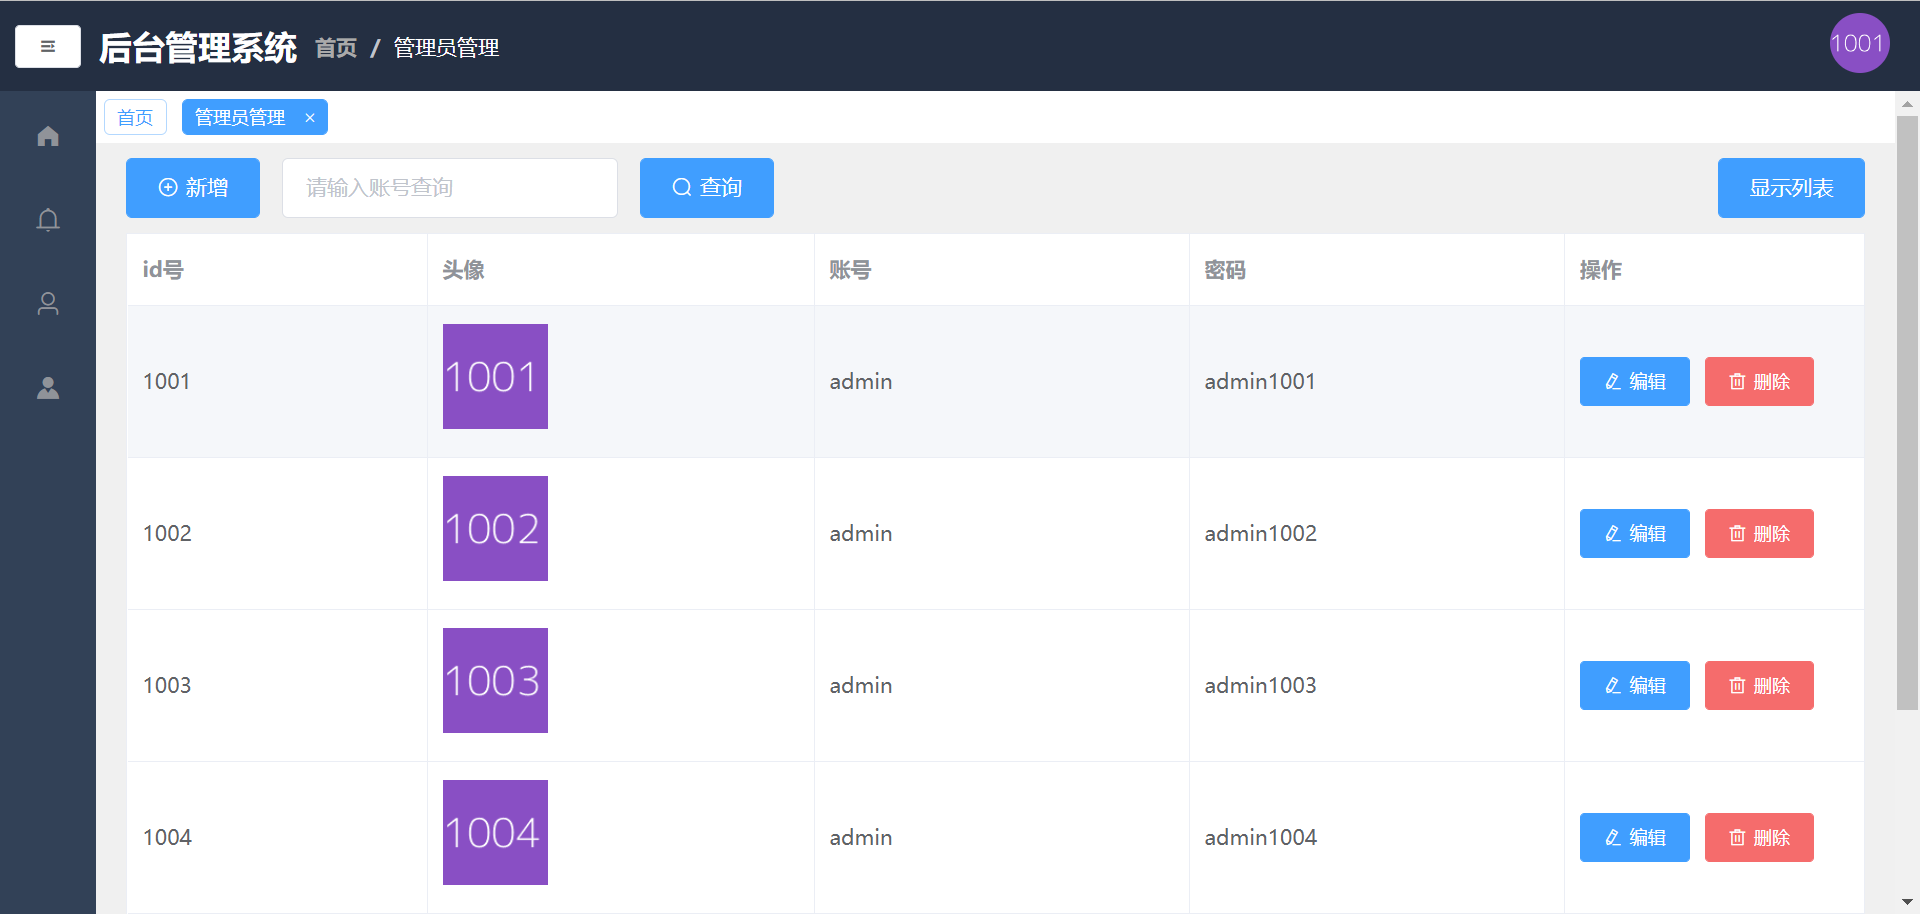 后台管理系统 首页 / 管理员管理 1001
首页 管理员管理 ×
新增 请输入账号查询 查询 显示列表
id号 头像 账号 密码 操作
1001 1001 admin admin1001 编辑 删除
1002 1002 admin admin1002 编辑 删除
1003 1003 admin admin1003 编辑 删除
1004 1004 admin admin1004 编辑 删除